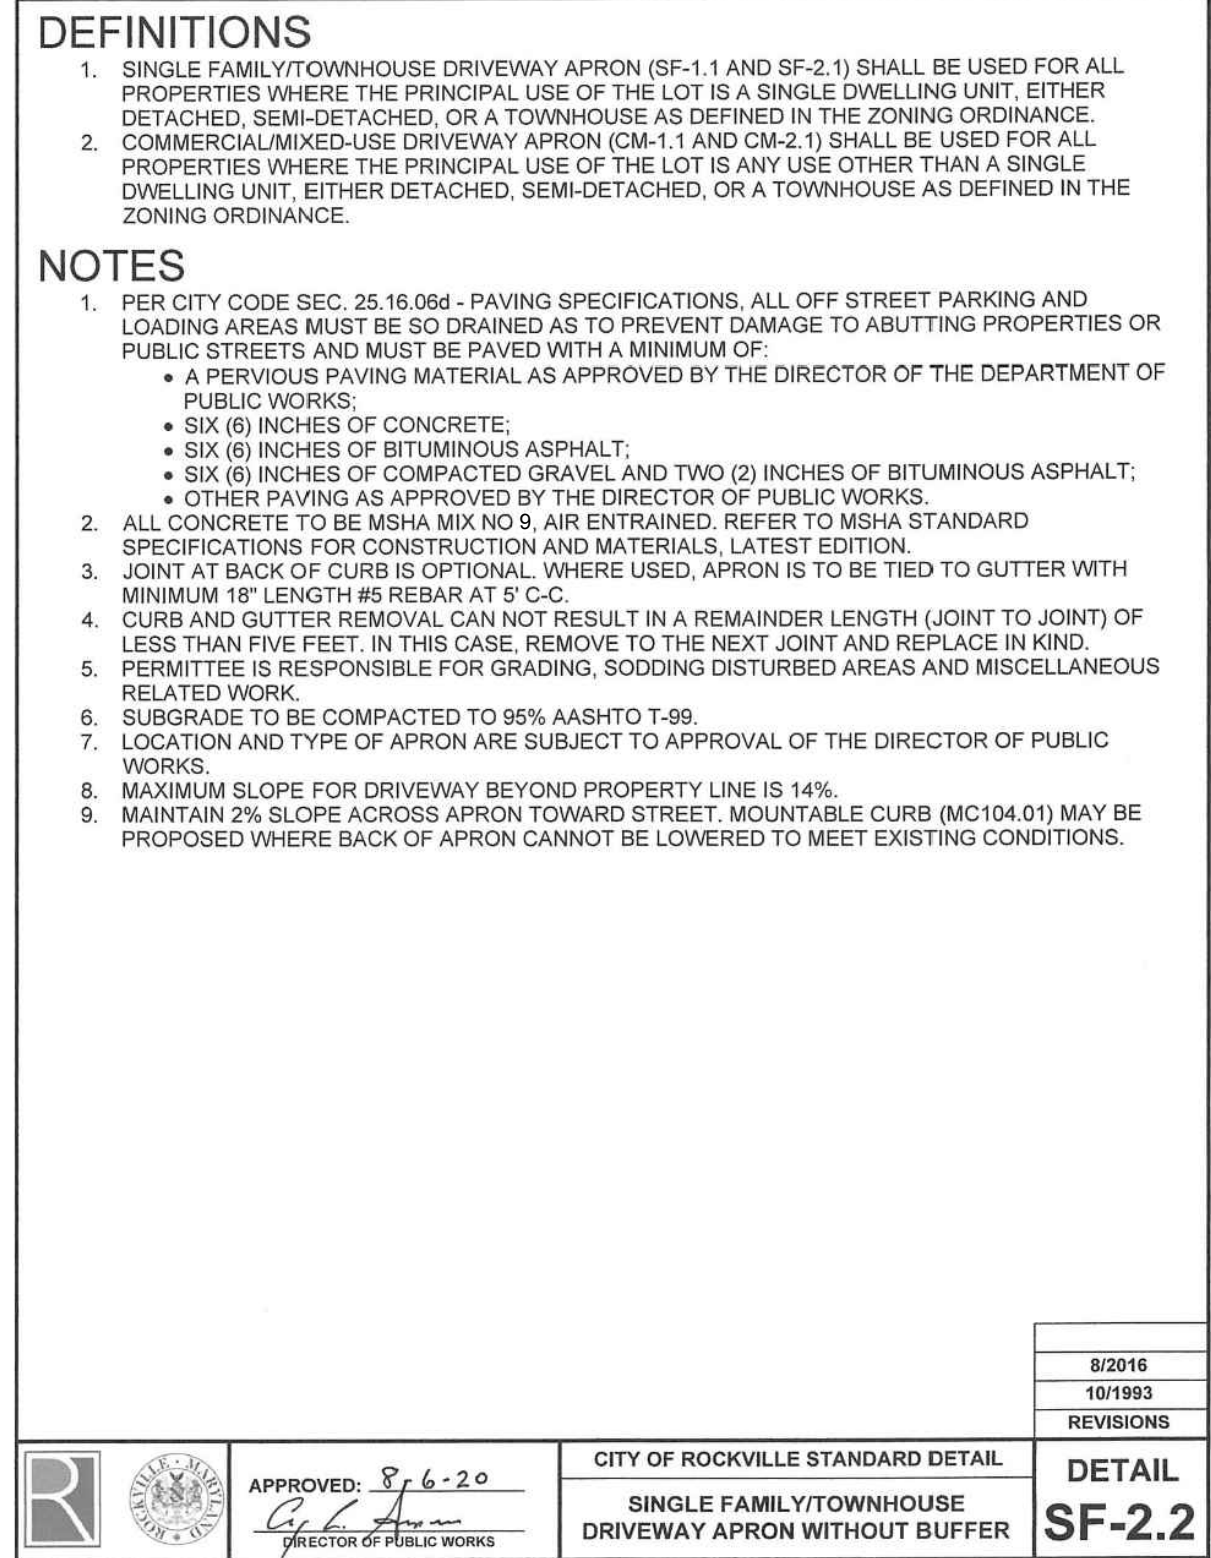 DEFINITIONS
1. SINGLE FAMILY/TOWNHOUSE DRIVEWAY APRON (SF-1.1 AND SF-2.1) SHALL BE USED FOR ALL
PROPERTIES WHERE THE PRINCIPAL USE OF THE LOT IS A SINGLE DWELLING UNIT, EITHER
DETACHED, SEMI-DETACHED, OR A TOWNHOUSE AS DEFINED IN THE ZONING ORDINANCE.
2. COMMERCIAL/MIXED-USE DRIVEWAY APRON (CM-1.1 AND CM-2.1) SHALL BE USED FOR ALL
PROPERTIES WHERE THE PRINCIPAL USE OF THE LOT IS ANY USE OTHER THAN A SINGLE
DWELLING UNIT, EITHER DETACHED, SEMI-DETACHED, OR A TOWNHOUSE AS DEFINED IN THE
ZONING ORDINANCE.
NOTES
1. PER CITY CODE SEC. 25.16.06d - PAVING SPECIFICATIONS, ALL OFF STREET PARKING AND
LOADING AREAS MUST BE SO DRAINED AS TO PREVENT DAMAGE TO ABUTTING PROPERTIES OR
PUBLIC STREETS AND MUST BE PAVED WITH A MINIMUM OF:
• A PERVIOUS PAVING MATERIAL AS APPROVED BY THE DIRECTOR OF THE DEPARTMENT OF
PUBLIC WORKS;
• SIX (6) INCHES OF CONCRETE;
• SIX (6) INCHES OF BITUMINOUS ASPHALT;
• SIX (6) INCHES OF COMPACTED GRAVEL AND TWO (2) INCHES OF BITUMINOUS ASPHALT;
• OTHER PAVING AS APPROVED BY THE DIRECTOR OF PUBLIC WORKS.
2. ALL CONCRETE TO BE MSHA MIX NO 9, AIR ENTRAINED. REFER TO MSHA STANDARD
SPECIFICATIONS FOR CONSTRUCTION AND MATERIALS, LATEST EDITION.
3. JOINT AT BACK OF CURB IS OPTIONAL. WHERE USED, APRON IS TO BE TIED TO GUTTER WITH
MINIMUM 18" LENGTH #5 REBAR AT 5' C-C.
4. CURB AND GUTTER REMOVAL CAN NOT RESULT IN A REMAINDER LENGTH (JOINT TO JOINT) OF
LESS THAN FIVE FEET. IN THIS CASE, REMOVE TO THE NEXT JOINT AND REPLACE IN KIND.
5. PERMITTEE IS RESPONSIBLE FOR GRADING, SODDING DISTURBED AREAS AND MISCELLANEOUS
RELATED WORK.
6. SUBGRADE TO BE COMPACTED TO 95% AASHTO T-99.
7. LOCATION AND TYPE OF APRON ARE SUBJECT TO APPROVAL OF THE DIRECTOR OF PUBLIC
WORKS.
8. MAXIMUM SLOPE FOR DRIVEWAY BEYOND PROPERTY LINE IS 14%.
9. MAINTAIN 2% SLOPE ACROSS APRON TOWARD STREET. MOUNTABLE CURB (MC104.01) MAY BE
PROPOSED WHERE BACK OF APRON CANNOT BE LOWERED TO MEET EXISTING CONDITIONS.
8/2016
10/1993
REVISIONS
R
ROCKVILLE • MARYLAND
APPROVED: 8-6-20
DIRECTOR OF PUBLIC WORKS
CITY OF ROCKVILLE STANDARD DETAIL
SINGLE FAMILY/TOWNHOUSE
DRIVEWAY APRON WITHOUT BUFFER
DETAIL
SF-2.2